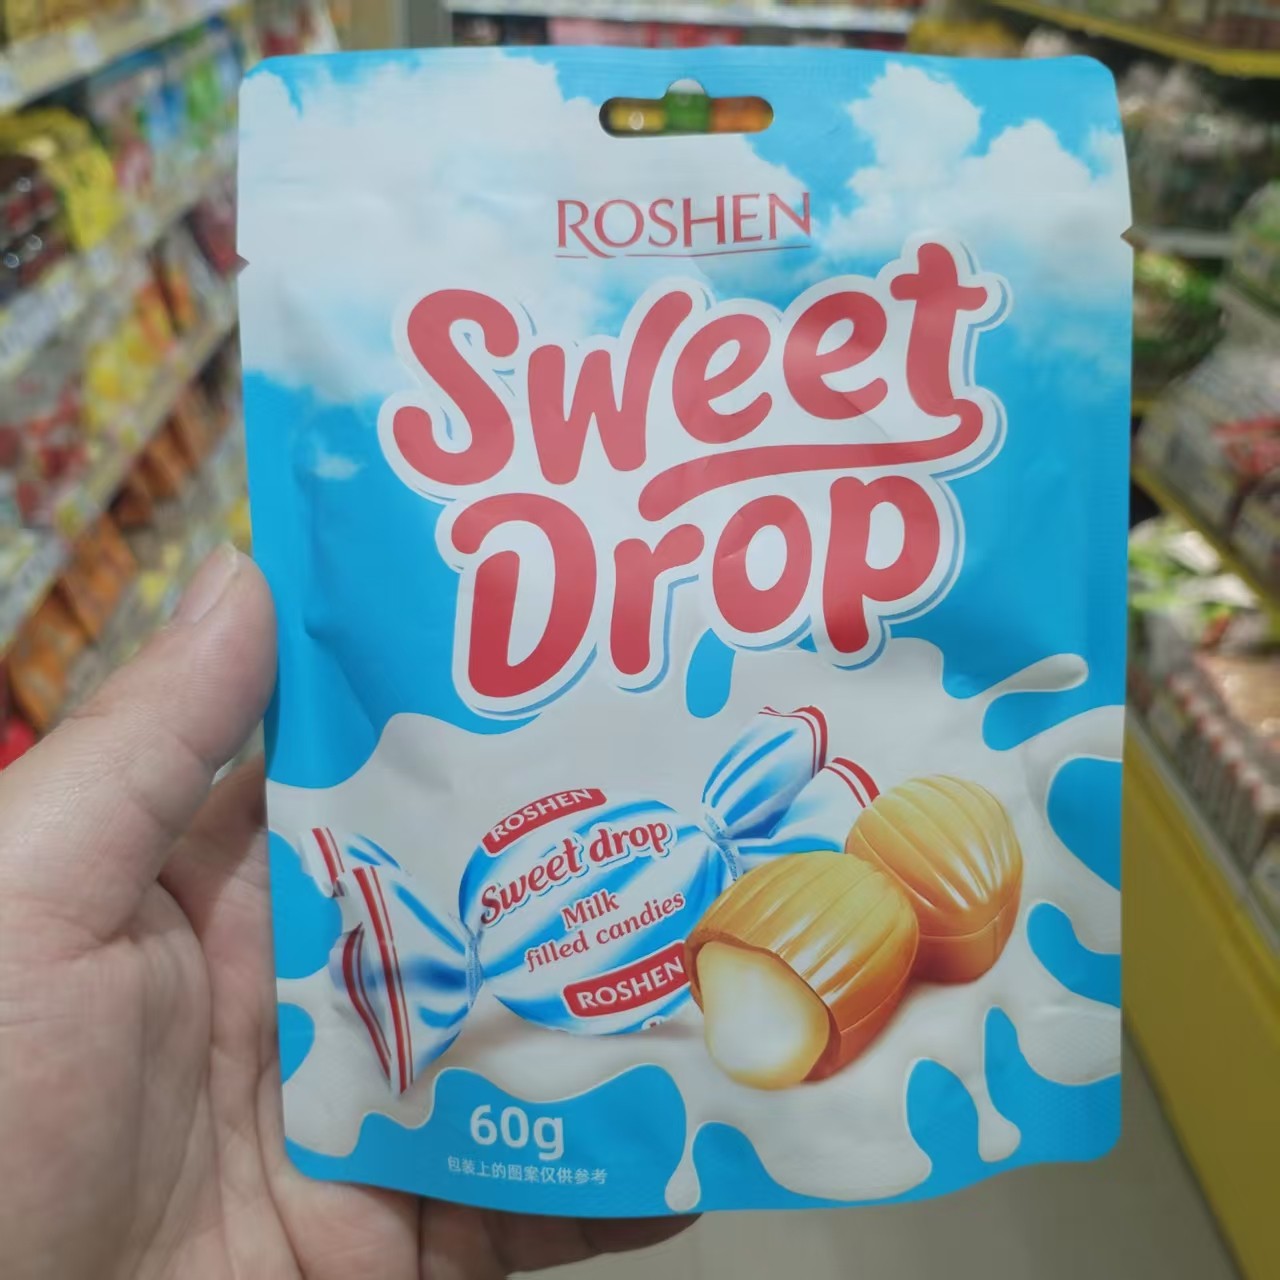 ROSHEN
Sweet
Drop
ROSHEN
Sweet drop
Milk
filled candies
ROSHEN
60g
包装上的图案仅供参考